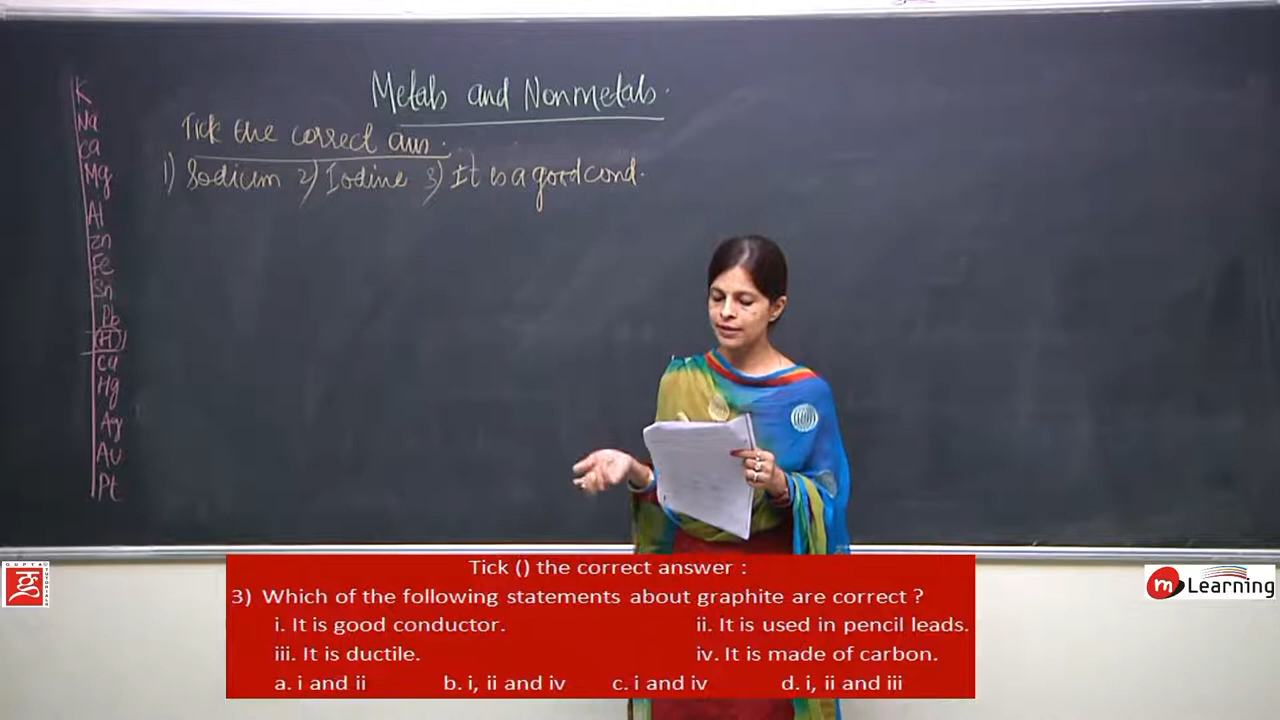 Metals and Nonmetals.
Tick the correct ans.
1) Sodium 2) Iodine 3) It is a good cond.
K
Na
Ca
Mg
Al
Zn
Fe
Sn
Pb
(H)
Cu
Hg
Ag
Au
Pt
Tick () the correct answer :
3) Which of the following statements about graphite are correct ?
i. It is good conductor. ii. It is used in pencil leads.
iii. It is ductile. iv. It is made of carbon.
a. i and ii b. i, ii and iv c. i and iv d. i, ii and iii
GUPTA TUTORIALS
m Learning